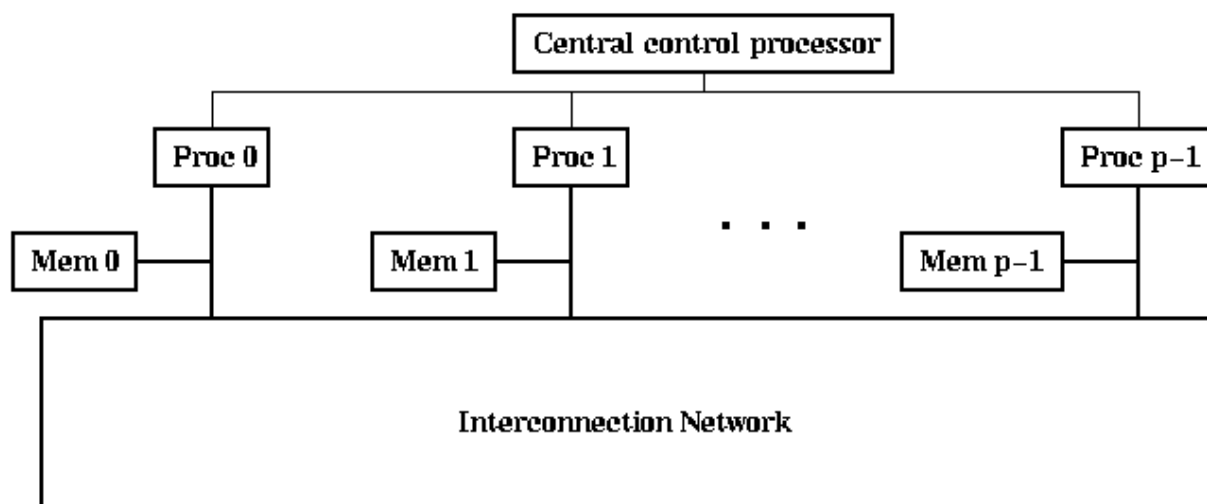 Central control processor
Proc 0
Proc 1
Proc p-1
. . .
Mem 0
Mem 1
Mem p-1
Interconnection Network